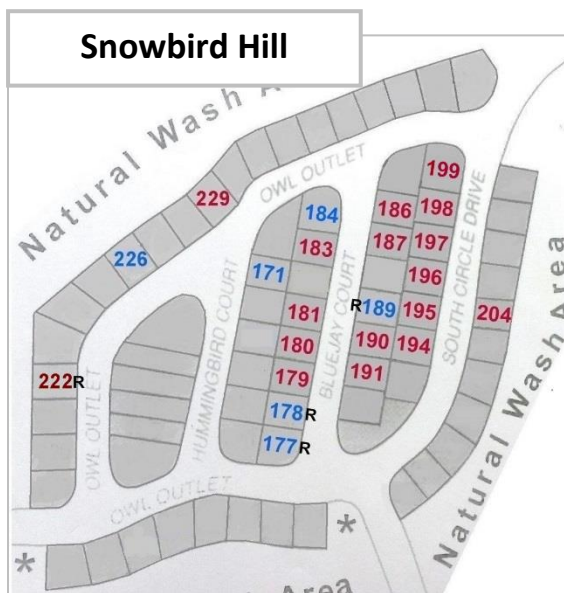 Snowbird Hill
Natural Wash Area
OWL OUTLET
199
229
184
186
198
183
187
197
226
171
196
SOUTH CIRCLE DRIVE
Natural Wash Area
HUMMINGBIRD COURT
BLUEJAY COURT
181
R189
195
204
180
190
194
222R
179
191
OWL OUTLET
178R
177R
OWL OUTLET
*
*
Area